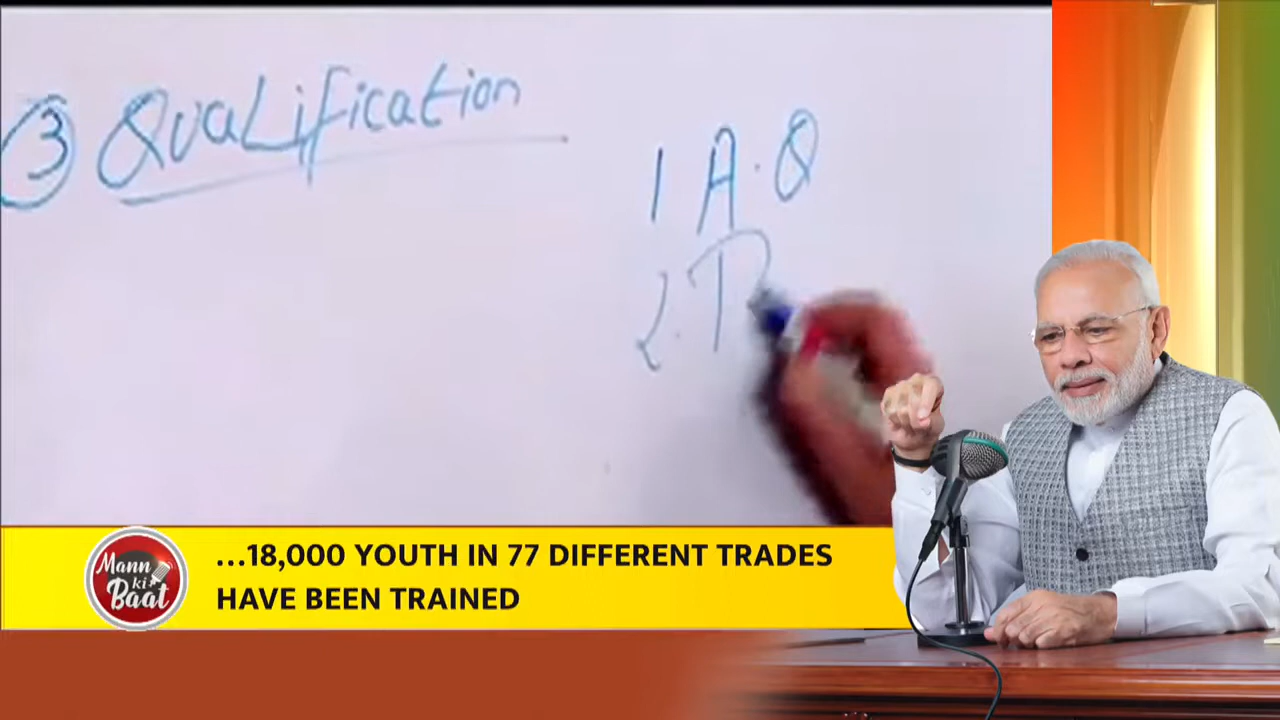 ③ Qualification
1 A.Q
2. P
Mann
ki
Baat
...18,000 YOUTH IN 77 DIFFERENT TRADES
HAVE BEEN TRAINED